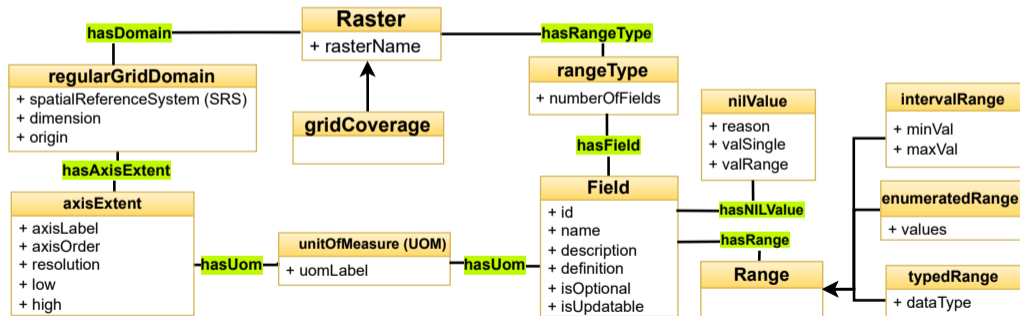 Raster
+ rasterName
hasDomain
hasRangeType
regularGridDomain
+ spatialReferenceSystem (SRS)
+ dimension
+ origin
gridCoverage
rangeType
+ numberOfFields
hasField
nilValue
+ reason
+ valSingle
+ valRange
intervalRange
+ minVal
+ maxVal
hasAxisExtent
axisExtent
+ axisLabel
+ axisOrder
+ resolution
+ low
+ high
hasUom
unitOfMeasure (UOM)
+ uomLabel
hasUom
Field
+ id
+ name
+ description
+ definition
+ isOptional
+ isUpdatable
hasNILValue
hasRange
Range
enumeratedRange
+ values
typedRange
+ dataType